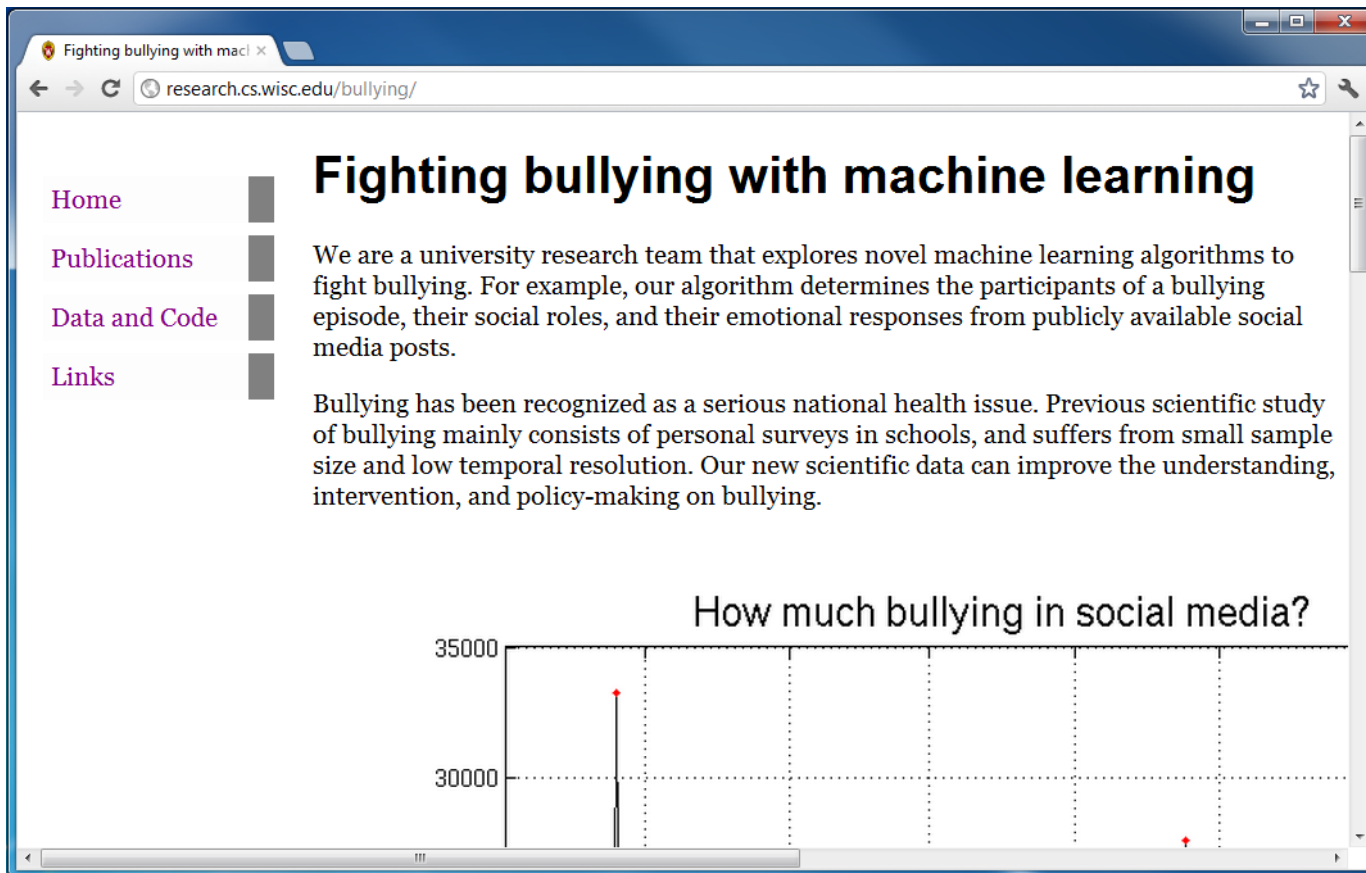 Fighting bullying with macl
research.cs.wisc.edu/bullying/
Home
Publications
Data and Code
Links
Fighting bullying with machine learning
We are a university research team that explores novel machine learning algorithms to
fight bullying. For example, our algorithm determines the participants of a bullying
episode, their social roles, and their emotional responses from publicly available social
media posts.
Bullying has been recognized as a serious national health issue. Previous scientific study
of bullying mainly consists of personal surveys in schools, and suffers from small sample
size and low temporal resolution. Our new scientific data can improve the understanding,
intervention, and policy-making on bullying.
How much bullying in social media?
35000
30000